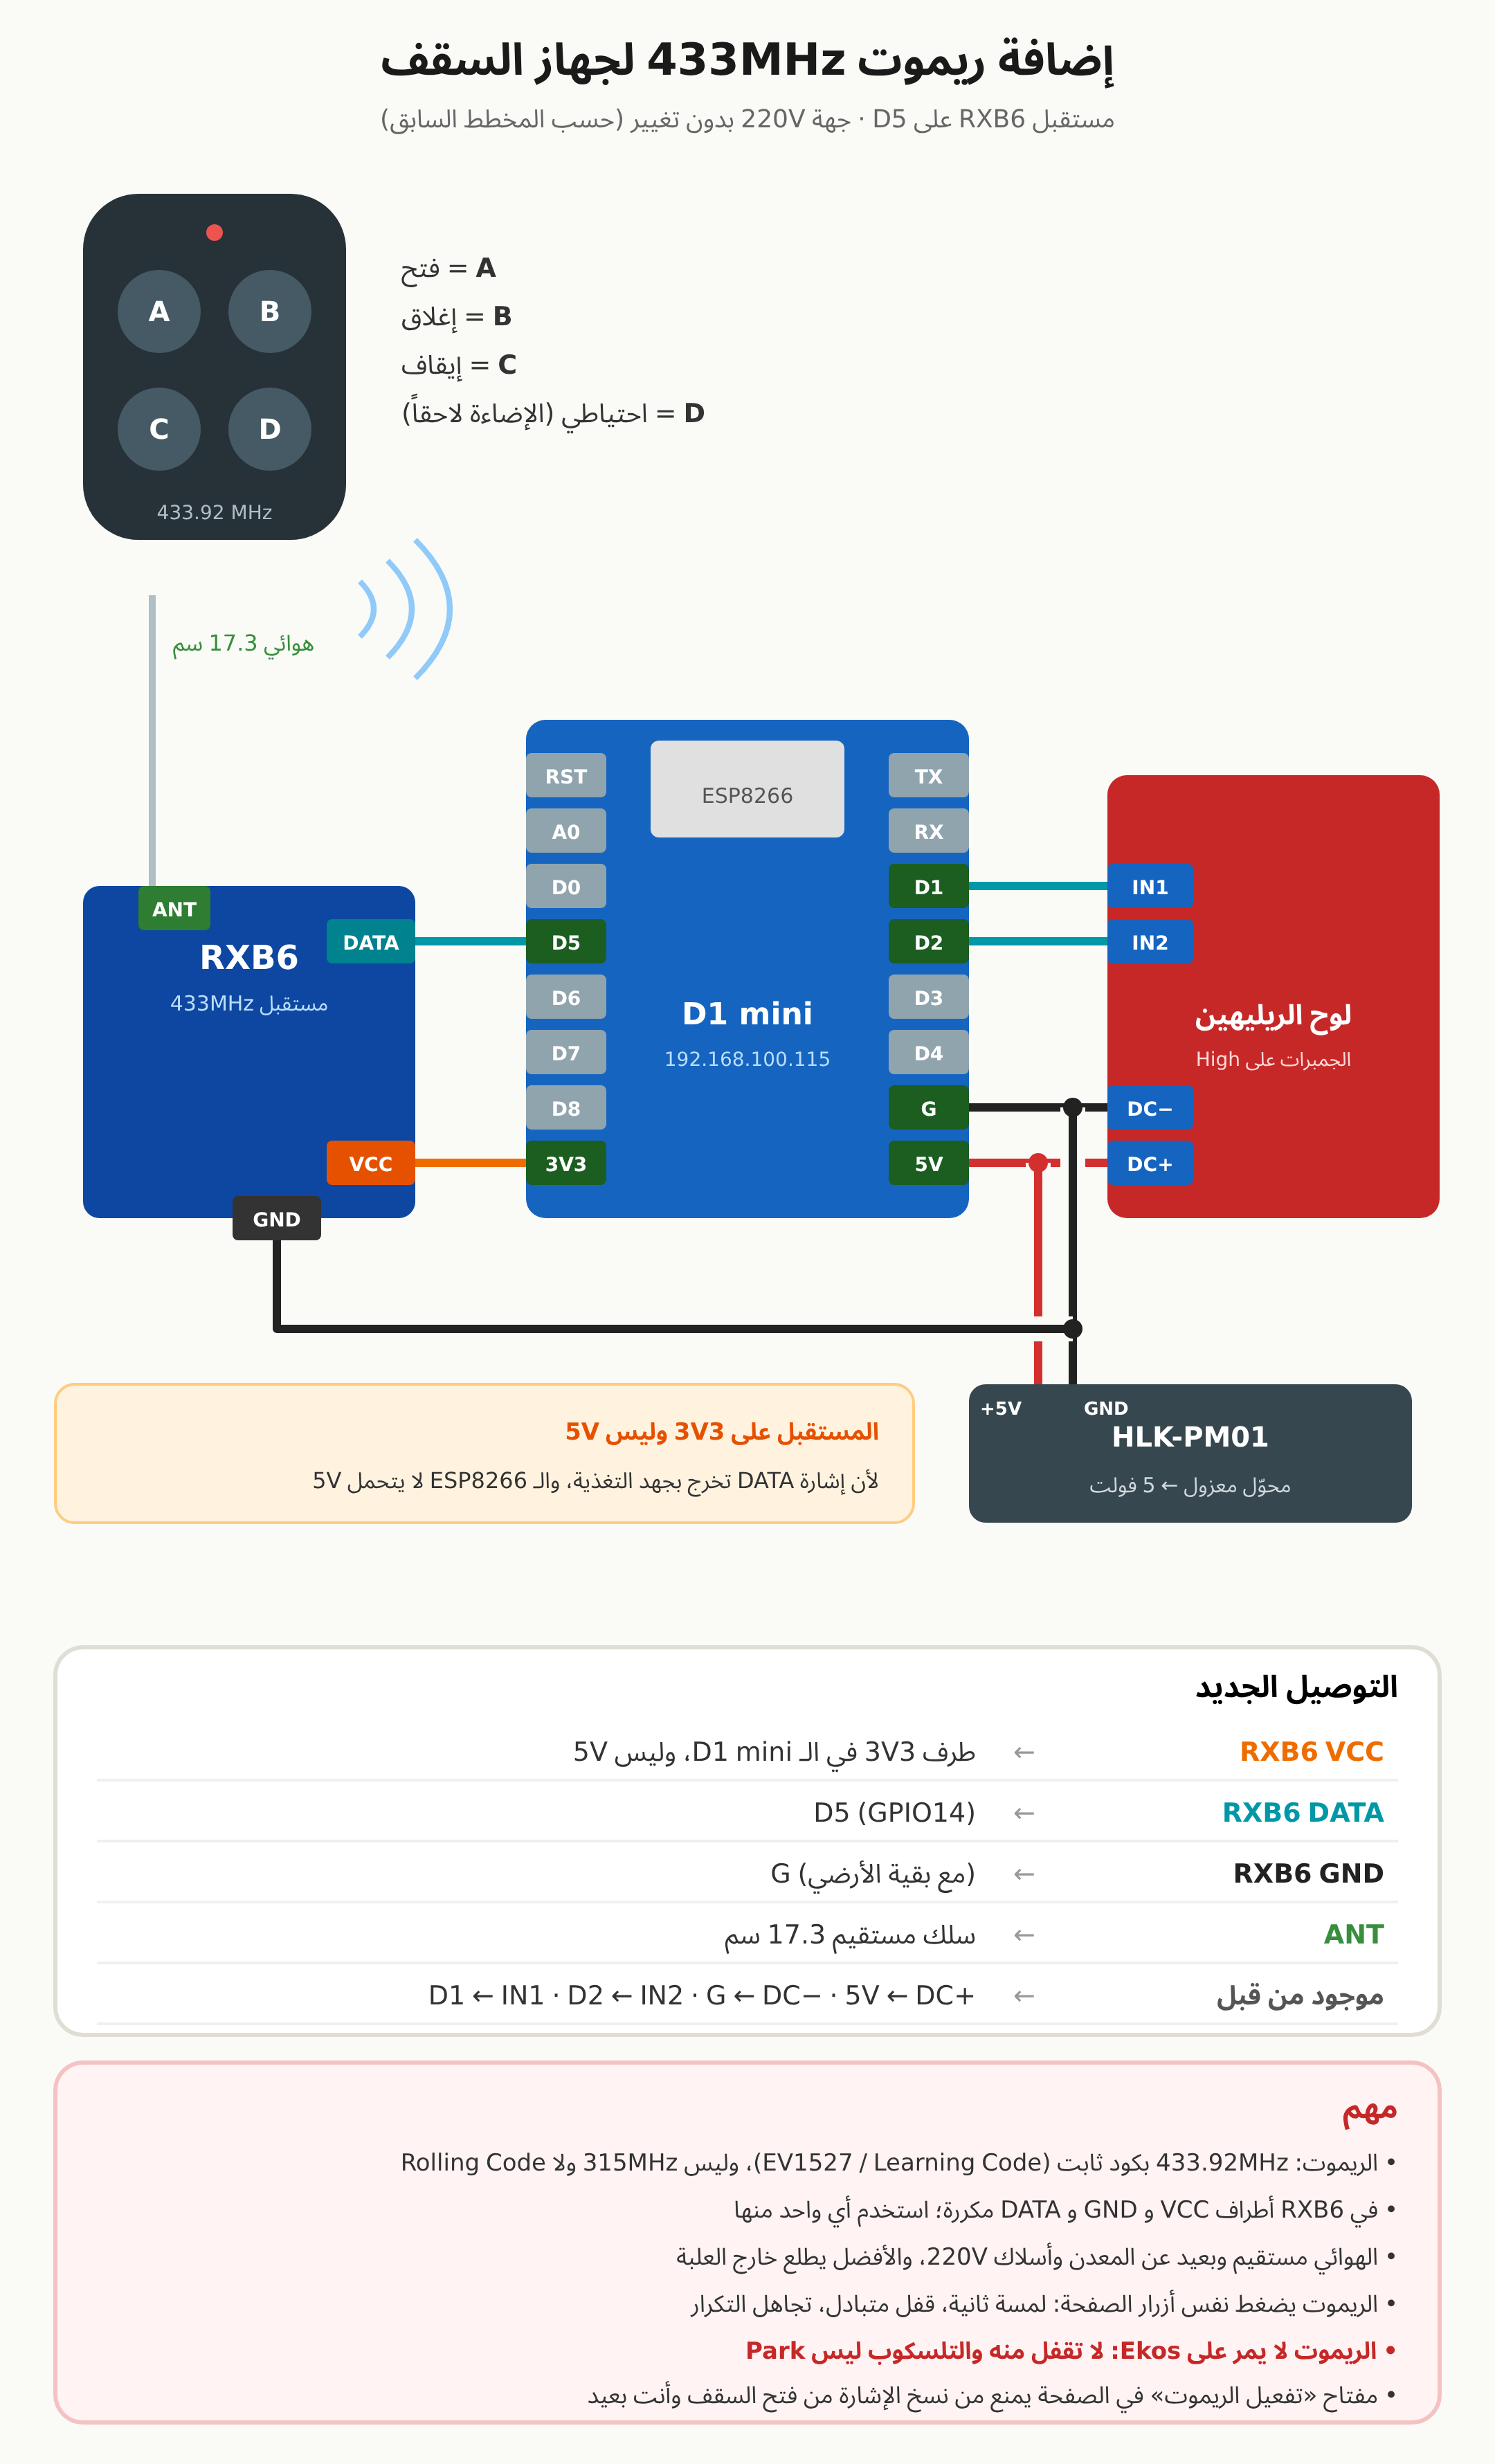 إضافة ريموت 433MHz لجهاز السقف
مستقبل RXB6 على D5 · جهة 220V بدون تغيير (حسب المخطط السابق)
A
B
C
D
433.92 MHz
A = فتح
B = إغلاق
C = إيقاف
D = احتياطي (الإضاءة لاحقاً)
هوائي 17.3 سم
ANT
RXB6
مستقبل 433MHz
DATA
VCC
GND
ESP8266
RST
A0
D0
D5
D6
D7
D8
3V3
D1 mini
192.168.100.115
TX
RX
D1
D2
D3
D4
G
5V
IN1
IN2
لوح الريليهين
الجمبرات على High
DC−
DC+
المستقبل على 3V3 وليس 5V
لأن إشارة DATA تخرج بجهد التغذية، والـ ESP8266 لا يتحمل 5V
+5V
GND
HLK-PM01
محوّل معزول ← 5 فولت
التوصيل الجديد
RXB6 VCC ← طرف 3V3 في الـ D1 mini، وليس 5V
RXB6 DATA ← D5 (GPIO14)
RXB6 GND ← G (مع بقية الأرضي)
ANT ← سلك مستقيم 17.3 سم
موجود من قبل ← D1 ← IN1 · D2 ← IN2 · G ← DC− · 5V ← DC+
مهم
• الريموت: 433.92MHz بكود ثابت (EV1527 / Learning Code)، وليس 315MHz ولا Rolling Code
• في RXB6 أطراف VCC و GND و DATA مكررة؛ استخدم أي واحد منها
• الهوائي مستقيم وبعيد عن المعدن وأسلاك 220V، والأفضل يطلع خارج العلبة
• الريموت يضغط نفس أزرار الصفحة: لمسة ثانية، قفل متبادل، تجاهل التكرار
• الريموت لا يمر على Ekos: لا تقفل منه والتلسكوب ليس Park
• مفتاح «تفعيل الريموت» في الصفحة يمنع من نسخ الإشارة من فتح السقف وأنت بعيد